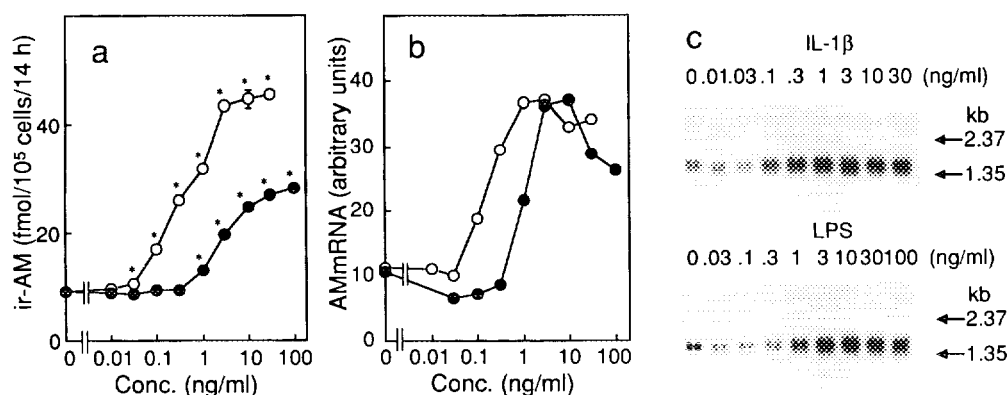 a
ir-AM (fmol/10⁵ cells/14 h)
40
20
0
0 0.01 0.1 1 10 100
Conc. (ng/ml)
b
AMmRNA (arbitrary units)
40
30
20
10
0
0 0.01 0.1 1 10 100
Conc. (ng/ml)
c
IL-1β
0 .01 .03 .1 .3 1 3 10 30 (ng/ml)
kb
2.37
1.35
LPS
0 .03 .1 .3 1 3 10 30 100 (ng/ml)
kb
2.37
1.35